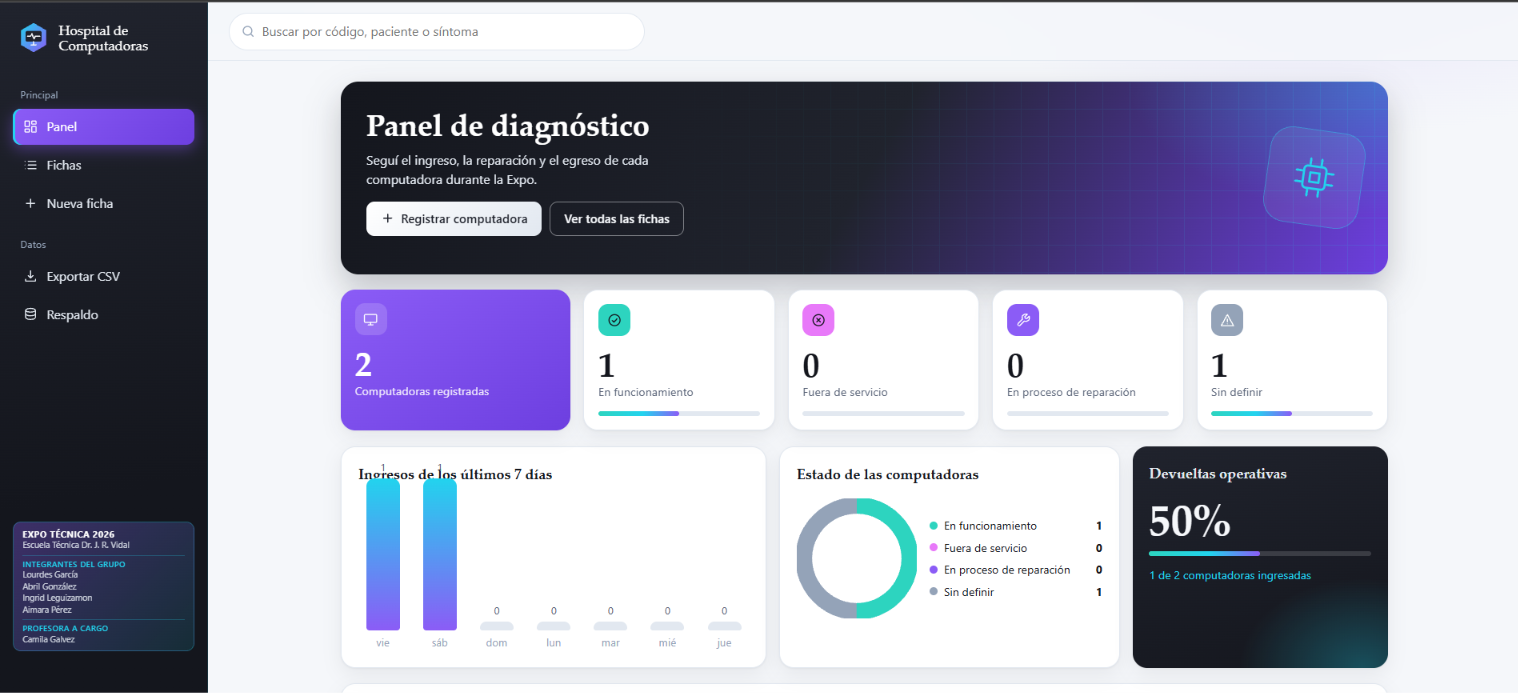 Hospital de
Computadoras
Principal
Panel
Fichas
Nueva ficha
Datos
Exportar CSV
Respaldo
EXPO TÉCNICA 2026
Escuela Técnica Dr. J. R. Vidal
INTEGRANTES DEL GRUPO
Lourdes García
Abril González
Ingrid Leguizamon
Aimara Pérez
PROFESORA A CARGO
Camila Galvez
Buscar por código, paciente o síntoma
Panel de diagnóstico
Seguí el ingreso, la reparación y el egreso de cada
computadora durante la Expo.
Registrar computadora
Ver todas las fichas
2
Computadoras registradas
1
En funcionamiento
0
Fuera de servicio
0
En proceso de reparación
1
Sin definir
Ingresos de los últimos 7 días
1 1 0 0 0 0 0
vie sáb dom lun mar mié jue
Estado de las computadoras
En funcionamiento 1
Fuera de servicio 0
En proceso de reparación 0
Sin definir 1
Devueltas operativas
50%
1 de 2 computadoras ingresadas